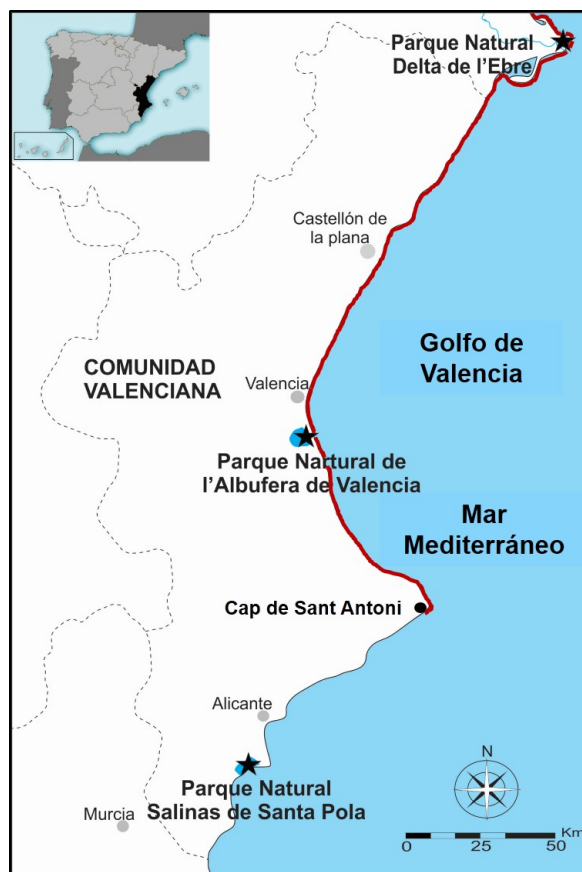 Parque Natural
Delta de l'Ebre
Castellón de
la plana
Golfo de
Valencia
COMUNIDAD
VALENCIANA
Valencia
Parque Nartural de
l'Albufera de Valencia
Mar
Mediterráneo
Cap de Sant Antoni
Alicante
N
Parque Natural
Salinas de Santa Pola
Murcia
Km
0 25 50